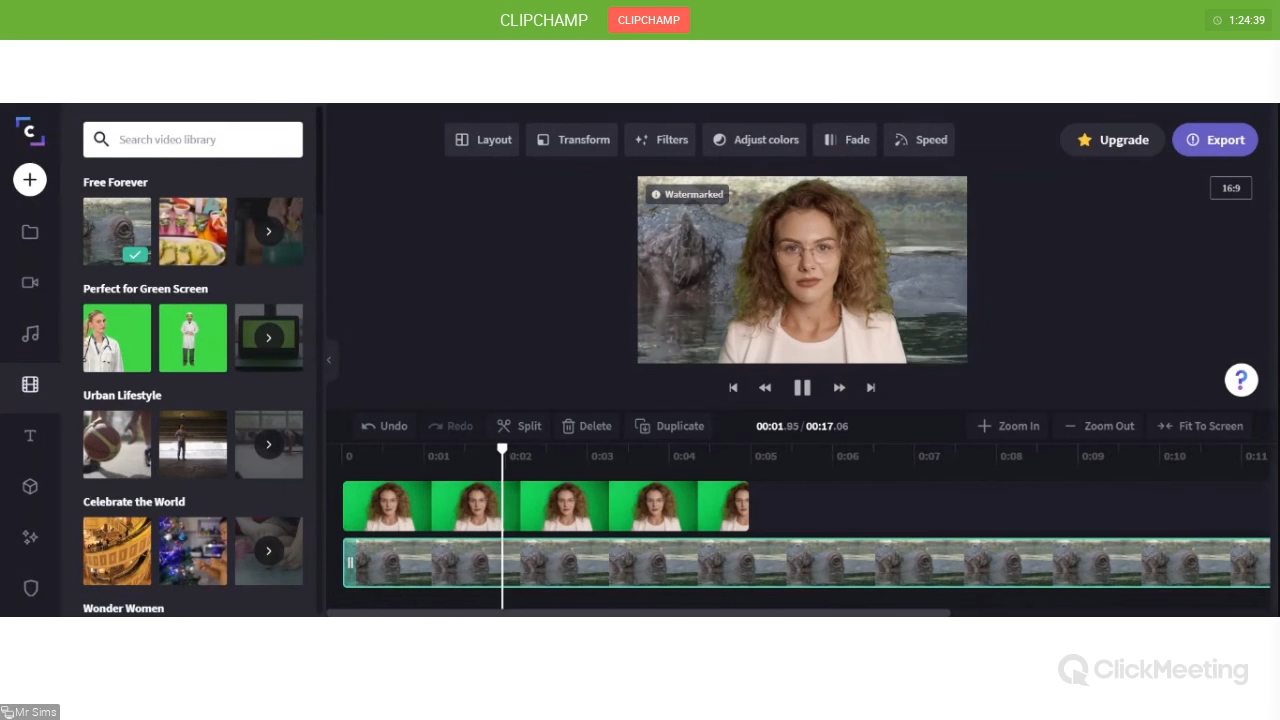 CLIPCHAMP CLIPCHAMP 1:24:39
C
Search video library
Layout Transform Filters Adjust colors Fade Speed Upgrade Export
Free Forever
Watermarked
16:9
Perfect for Green Screen
?
Urban Lifestyle
Undo Redo Split Delete Duplicate 00:01.95 / 00:17.06 Zoom In Zoom Out Fit To Screen
0 0:01 0:02 0:03 0:04 0:05 0:06 0:07 0:08 0:09 0:10 0:11
T
Celebrate the World
Wonder Women
ClickMeeting
Mr Sims